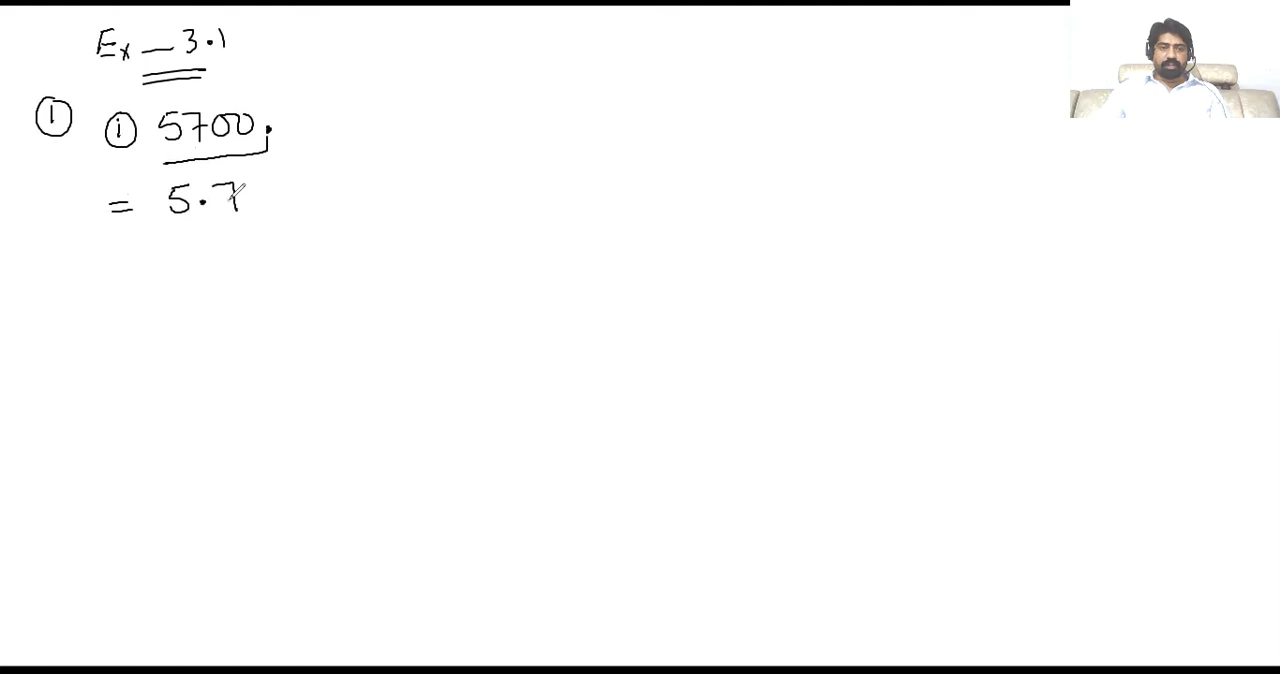 Ex — 3.1
① ① 5700.
= 5.7